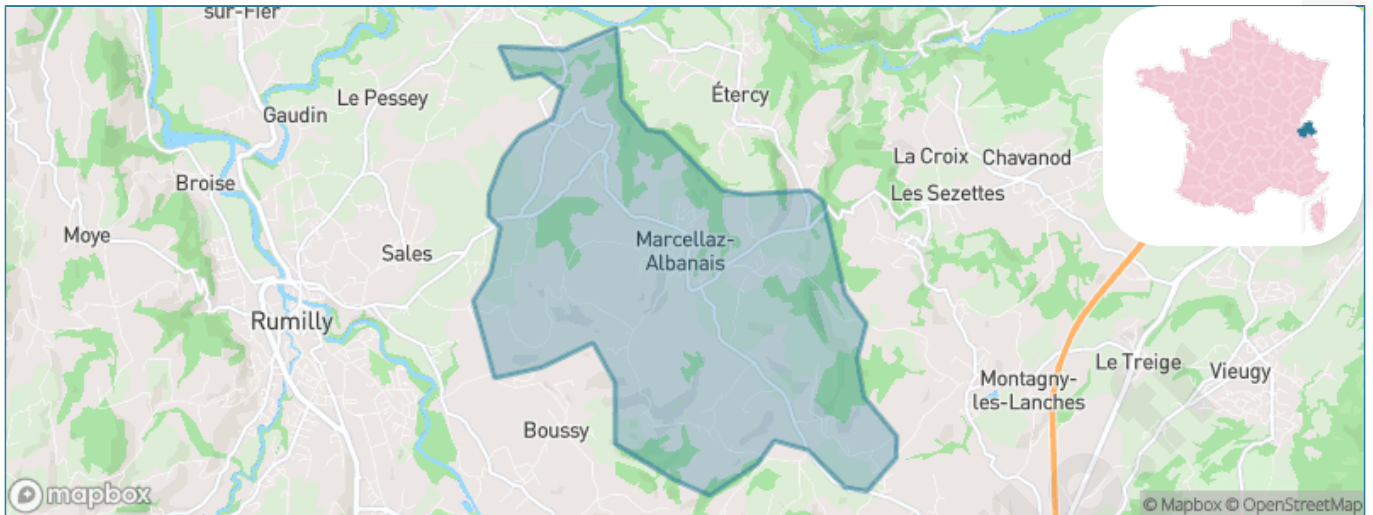 sur-Fier
Le Pessey
Gaudin
Étercy
La Croix
Chavanod
Broise
Les Sezettes
Moye
Sales
Marcellaz-
Albanais
Rumilly
Le Treige
Vieugy
Montagny-
les-Lanches
Boussy
mapbox
© Mapbox © OpenStreetMap